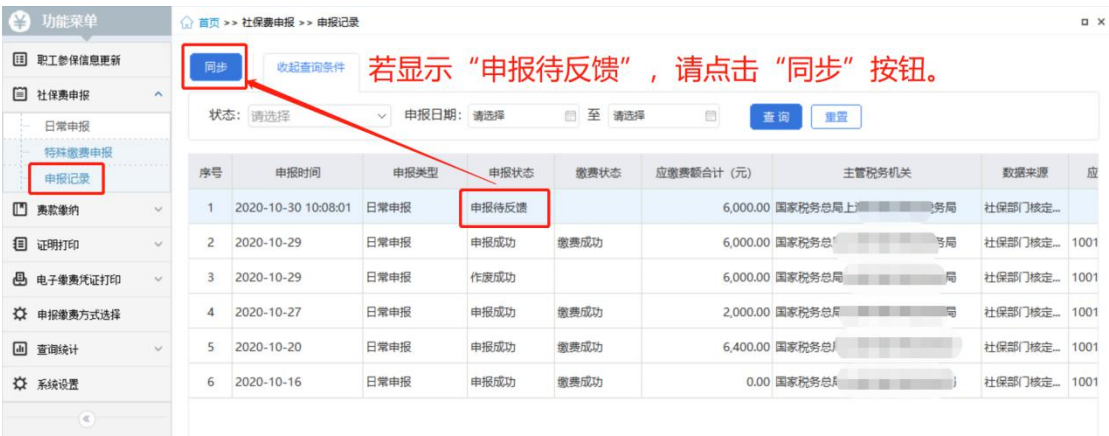 功能菜单
首页 >> 社保费申报 >> 申报记录
职工参保信息更新
社保费申报
日常申报
特殊缴费申报
申报记录
费款缴纳
证明打印
电子缴费凭证打印
申报缴费方式选择
查询统计
系统设置
同步 收起查询条件 若显示“申报待反馈”，请点击“同步”按钮。
状态: 请选择 申报日期: 请选择 至 请选择 查询 重置
序号 申报时间 申报类型 申报状态 缴费状态 应缴费额合计（元） 主管税务机关 数据来源 应
1 2020-10-30 10:08:01 日常申报 申报待反馈 6,000.00 国家税务总局上 务局 社保部门核定...
2 2020-10-29 日常申报 申报成功 缴费成功 6,000.00 国家税务总 务局 社保部门核定... 1001
3 2020-10-29 日常申报 作废成功 6,000.00 国家税务总局 局 社保部门核定... 1001
4 2020-10-27 日常申报 申报成功 缴费成功 2,000.00 国家税务总局 局 社保部门核定... 1001
5 2020-10-20 日常申报 申报成功 缴费成功 6,400.00 国家税务总 社保部门核定... 1001
6 2020-10-16 日常申报 申报成功 缴费成功 0.00 国家税务总 社保部门核定... 1001